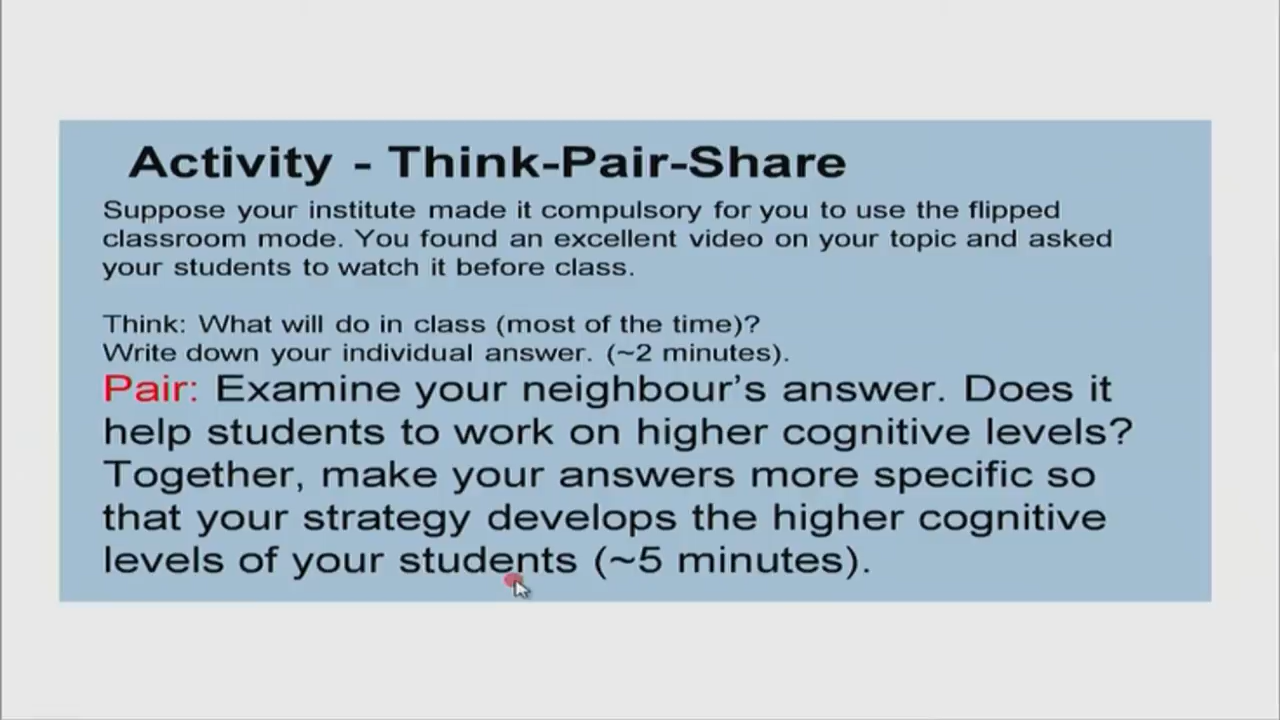 Activity - Think-Pair-Share
Suppose your institute made it compulsory for you to use the flipped
classroom mode. You found an excellent video on your topic and asked
your students to watch it before class.
Think: What will do in class (most of the time)?
Write down your individual answer. (~2 minutes).
Pair: Examine your neighbour's answer. Does it
help students to work on higher cognitive levels?
Together, make your answers more specific so
that your strategy develops the higher cognitive
levels of your students (~5 minutes).